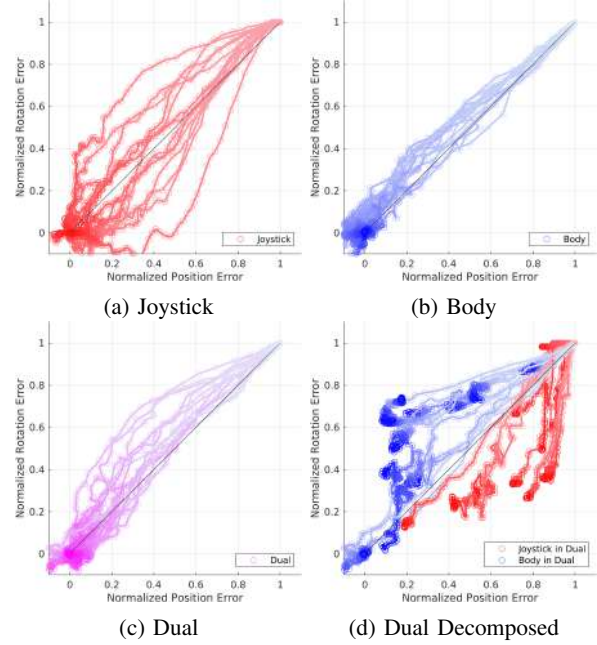 1
0.8
0.6
0.4
0.2
0
Normalized Rotation Error
0 0.2 0.4 0.6 0.8 1
Normalized Position Error
Joystick
(a) Joystick
1
0.8
0.6
0.4
0.2
0
Normalized Rotation Error
0 0.2 0.4 0.6 0.8 1
Normalized Position Error
Body
(b) Body
1
0.8
0.6
0.4
0.2
0
Normalized Rotation Error
0 0.2 0.4 0.6 0.8 1
Normalized Position Error
Dual
(c) Dual
1
0.8
0.6
0.4
0.2
0
Normalized Rotation Error
0 0.2 0.4 0.6 0.8 1
Normalized Position Error
Joystick in Dual
Body in Dual
(d) Dual Decomposed